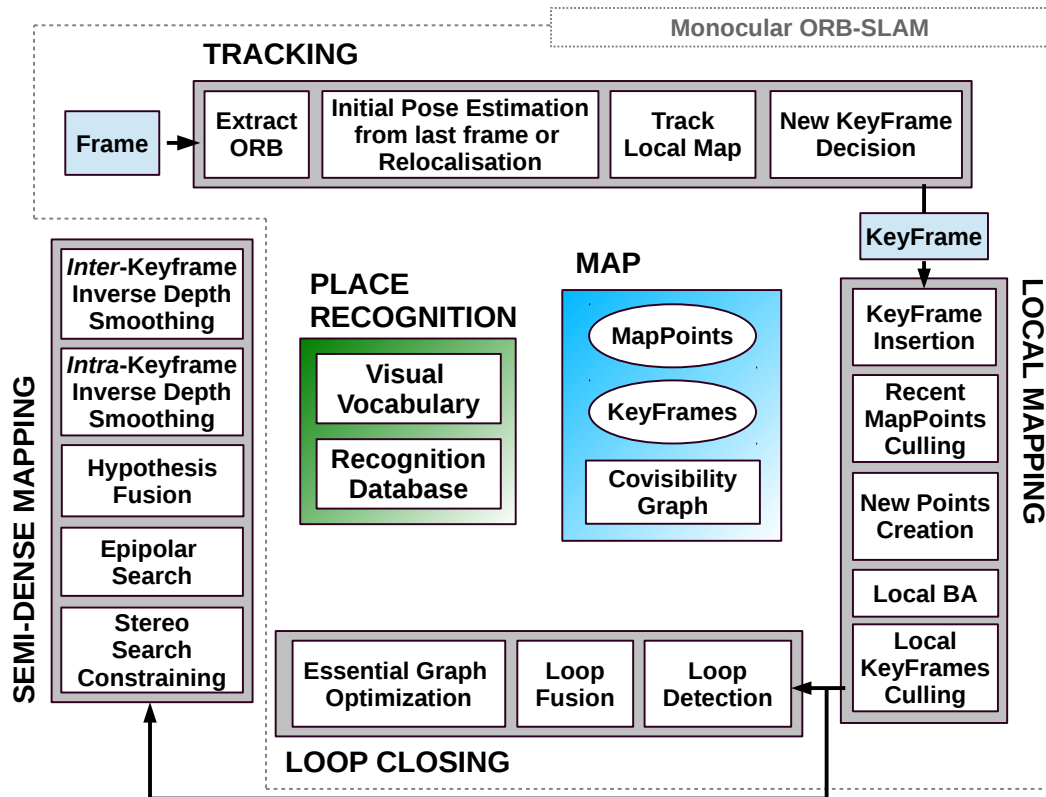 Monocular ORB-SLAM
TRACKING
Frame
Extract
ORB
Initial Pose Estimation
from last frame or
Relocalisation
Track
Local Map
New KeyFrame
Decision
KeyFrame
LOCAL MAPPING
KeyFrame
Insertion
Recent
MapPoints
Culling
New Points
Creation
Local BA
Local
KeyFrames
Culling
MAP
MapPoints
KeyFrames
Covisibility
Graph
PLACE
RECOGNITION
Visual
Vocabulary
Recognition
Database
SEMI-DENSE MAPPING
Inter-Keyframe
Inverse Depth
Smoothing
Intra-Keyframe
Inverse Depth
Smoothing
Hypothesis
Fusion
Epipolar
Search
Stereo
Search
Constraining
Essential Graph
Optimization
Loop
Fusion
Loop
Detection
LOOP CLOSING